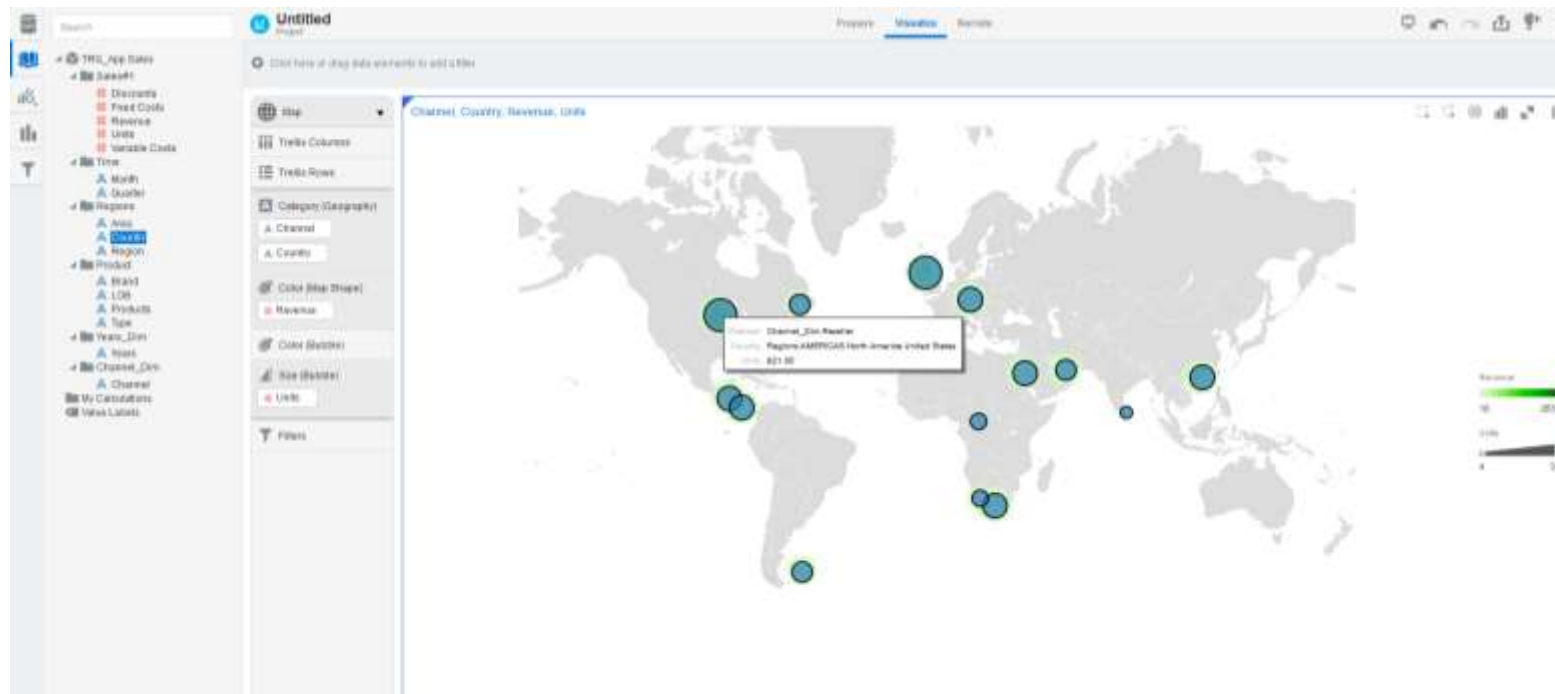 Search
Untitled
Project
Prepare Visualize Narrate
Click here or drag data elements to add a filter
TRG_App Sales
Sales#1
Discounts
Fixed Costs
Revenue
Units
Variable Costs
Time
Month
Quarter
Regions
Area
Country
Region
Product
Brand
LOB
Products
Type
Years_Dim
Years
Channel_Dim
Channel
My Calculations
Value Labels
Map
Trellis Columns
Trellis Rows
Category (Geography)
Channel
Country
Color (Map Shape)
Revenue
Color (Bubble)
Size (Bubble)
Units
Filters
Channel, Country, Revenue, Units
Channel Channel_Dim Reseller
Country Regions AMERICAS North America United States
Units 821.00
Revenue
Units
4